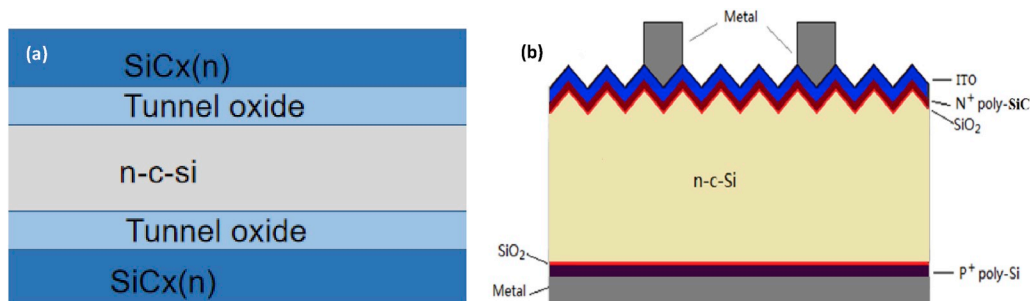 (a)
SiCx(n)
Tunnel oxide
n-c-si
Tunnel oxide
SiCx(n)
(b)
Metal
ITO
N+ poly-SiC
SiO2
n-c-Si
SiO2
P+ poly-Si
Metal